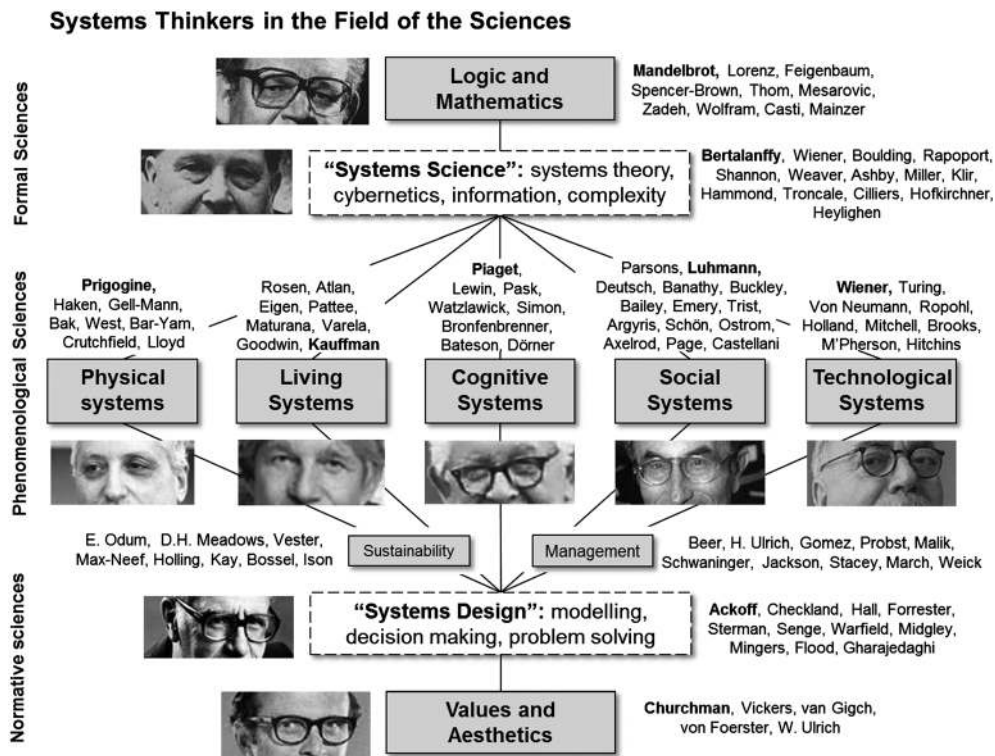 Systems Thinkers in the Field of the Sciences
Formal Sciences
Logic and
Mathematics
Mandelbrot, Lorenz, Feigenbaum,
Spencer-Brown, Thom, Mesarovic,
Zadeh, Wolfram, Casti, Mainzer
“Systems Science”: systems theory,
cybernetics, information, complexity
Bertalanffy, Wiener, Boulding, Rapoport,
Shannon, Weaver, Ashby, Miller, Klir,
Hammond, Troncale, Cilliers, Hofkirchner,
Heylighen
Phenomenological Sciences
Prigogine,
Haken, Gell-Mann,
Bak, West, Bar-Yam,
Crutchfield, Lloyd
Rosen, Atlan,
Eigen, Pattee,
Maturana, Varela,
Goodwin, Kauffman
Piaget,
Lewin, Pask,
Watzlawick, Simon,
Bronfenbrenner,
Bateson, Dörner
Parsons, Luhmann,
Deutsch, Banathy, Buckley,
Bailey, Emery, Trist,
Argyris, Schön, Ostrom,
Axelrod, Page, Castellani
Wiener, Turing,
Von Neumann, Ropohl,
Holland, Mitchell, Brooks,
M'Pherson, Hitchins
Physical
systems
Living
Systems
Cognitive
Systems
Social
Systems
Technological
Systems
E. Odum, D.H. Meadows, Vester,
Max-Neef, Holling, Kay, Bossel, Ison
Sustainability
Management
Beer, H. Ulrich, Gomez, Probst, Malik,
Schwaninger, Jackson, Stacey, March, Weick
Normative sciences
“Systems Design”: modelling,
decision making, problem solving
Ackoff, Checkland, Hall, Forrester,
Sterman, Senge, Warfield, Midgley,
Mingers, Flood, Gharajedaghi
Values and
Aesthetics
Churchman, Vickers, van Gigch,
von Foerster, W. Ulrich